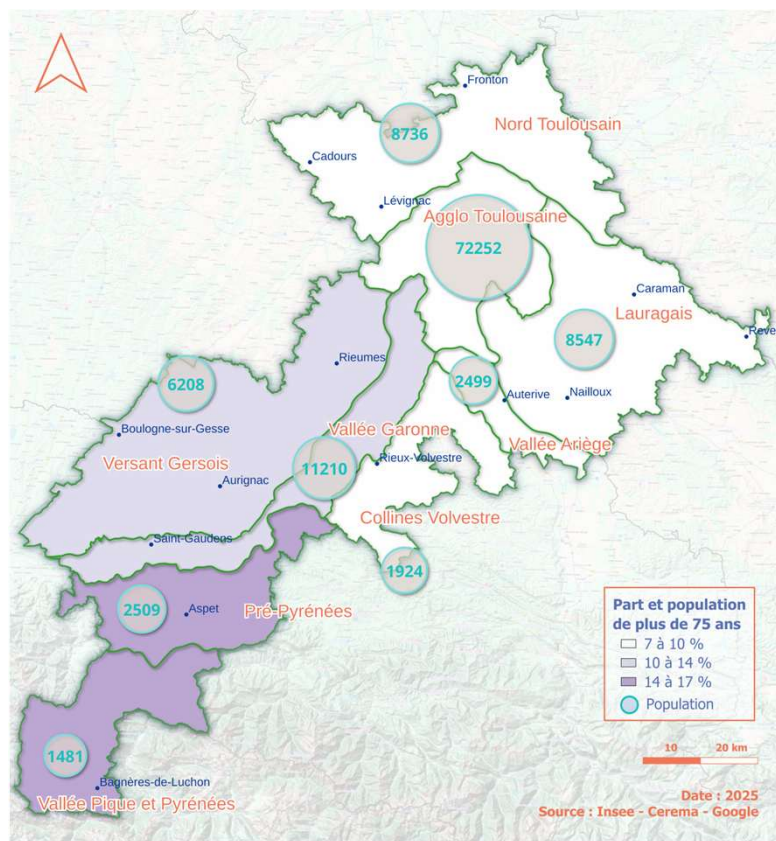 Fronton
8736
Nord Toulousain
Cadours
Lévignac
Agglo Toulousaine
72252
Caraman
Lauragais
Reve
8547
Rieumes
6208
2499
Auterive
Nailloux
Boulogne-sur-Gesse
Vallée Garonne
Vallée Ariège
Versant Gersois
11210
Rieux-Volvestre
Aurignac
Collines Volvestre
Saint-Gaudens
1924
2509
Aspet
Pré-Pyrénées
Part et population
de plus de 75 ans
7 à 10 %
10 à 14 %
14 à 17 %
Population
1481
10 20 km
Bagnères-de-Luchon
Vallée Pique et Pyrénées
Date : 2025
Source : Insee - Cerema - Google